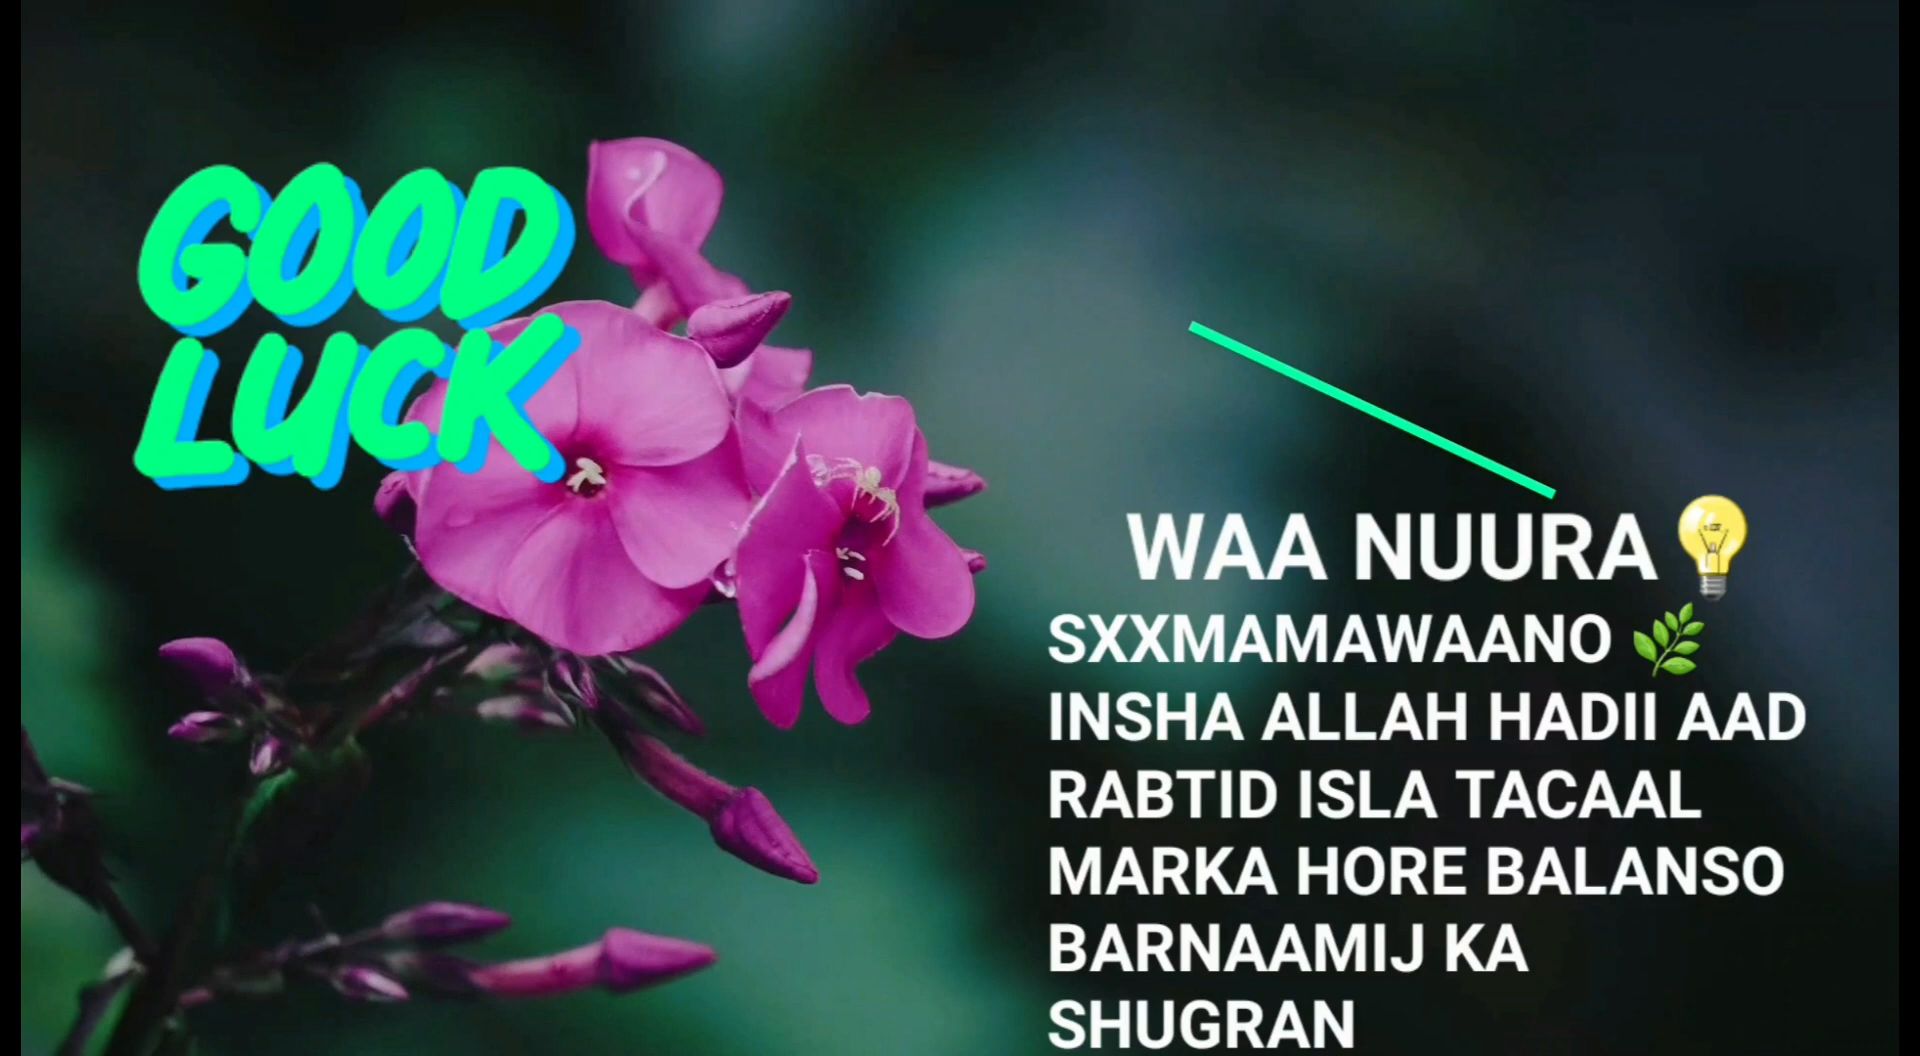 GOOD
LUCK
WAA NUURA💡
SXXMAMAWAANO 🌿
INSHA ALLAH HADII AAD
RABTID ISLA TACAAL
MARKA HORE BALANSO
BARNAAMIJ KA
SHUGRAN